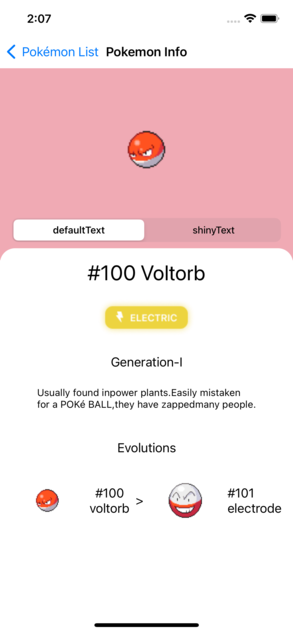 2:07
Pokémon List Pokemon Info
defaultText shinyText
#100 Voltorb
ELECTRIC
Generation-I
Usually found inpower plants.Easily mistaken
for a POKé BALL,they have zappedmany people.
Evolutions
#100 voltorb > #101 electrode